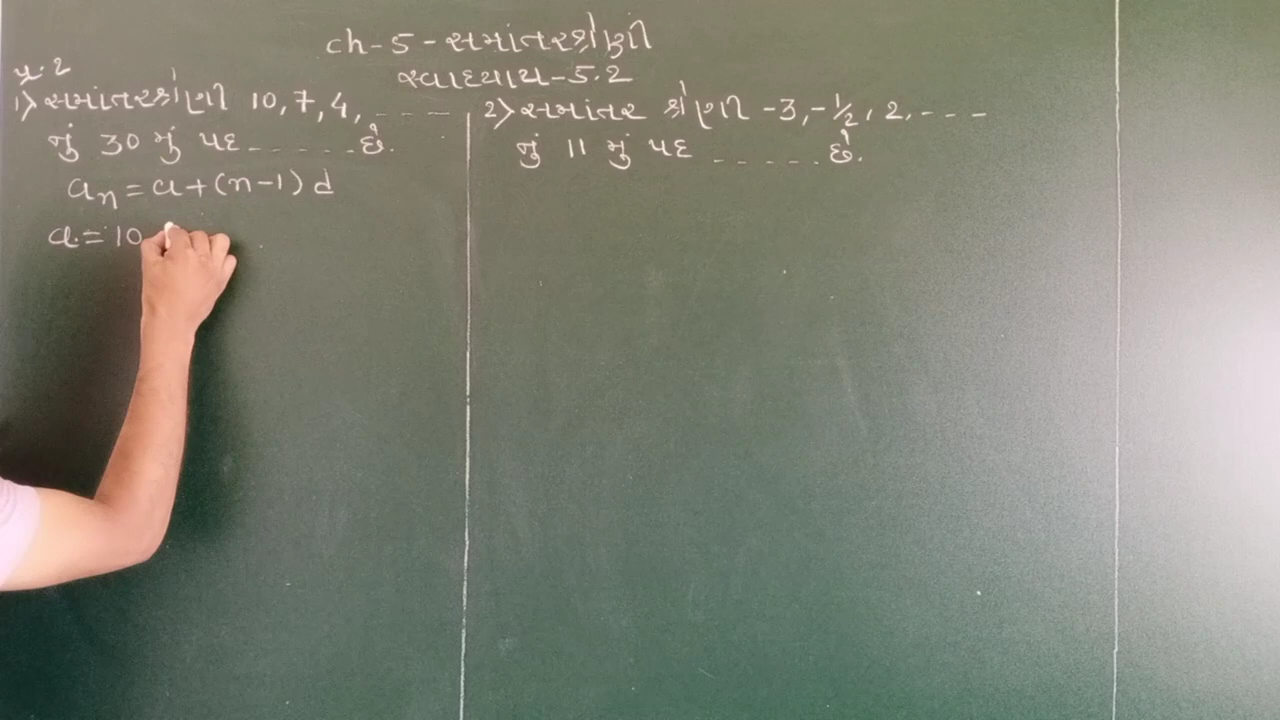 ch-5-સમાંતરશ્રેણી
સ્વાધ્યાય-5.2
પ્ર.2
1> સમાંતરશ્રેણી 10, 7, 4, - - - -
નું 30 મું પદ - - - - - છે.
an = a + (n-1) d
a = 10
2> સમાંતર શ્રેણી -3, -1/2, 2, - - -
નું 11 મું પદ - - - - - છે.